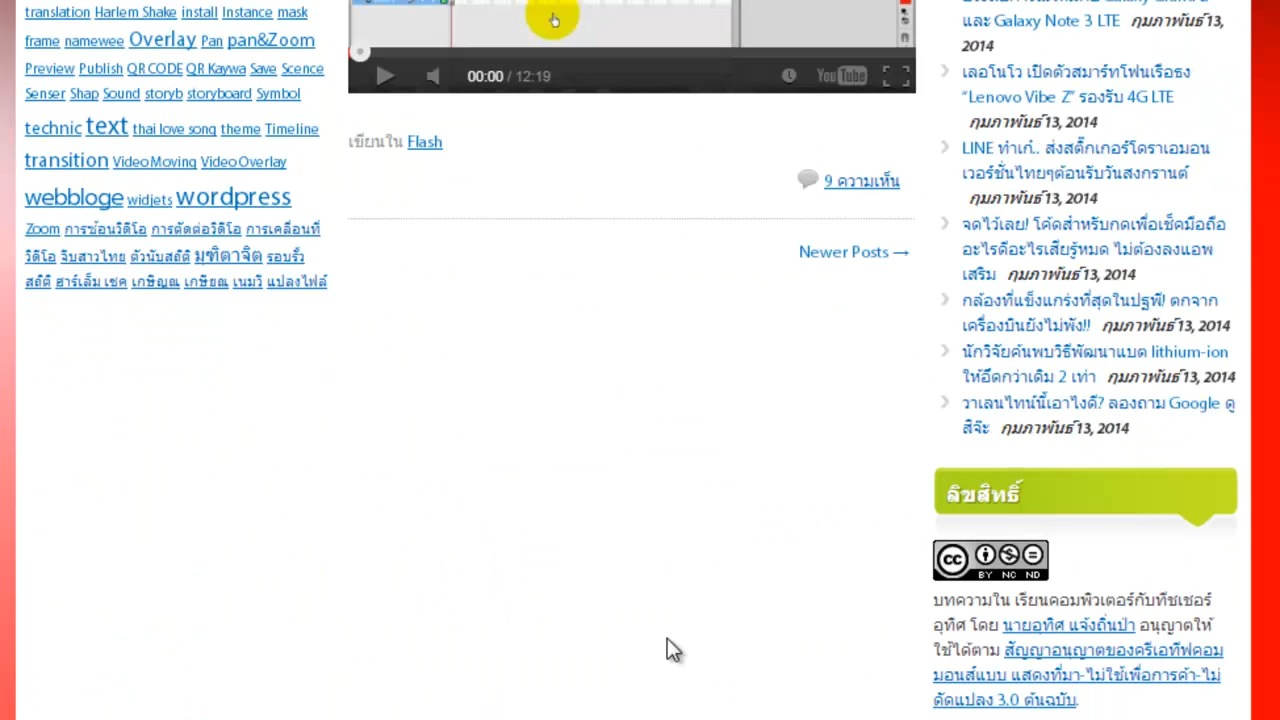 translation Harlem Shake install Instance mask
frame namewee Overlay Pan pan&Zoom
Preview Publish QR CODE QR Kaywa Save Scence
Senser Shap Sound storyb storyboard Symbol
technic text thai love song theme Timeline
transition Video Moving Video Overlay
webbloge widjets wordpress
Zoom การซ้อนวิดีโอ การตัดต่อวิดีโอ การเคลื่อนที่
วิดีโอ จีบสาวไทย ตัวนับสถิติ มุฑิตาจิต รอบรั้ว
สถิติ ฮาร์เล็ม เชค เกษิญณ เกษิยณ เนมวี แปลงไฟล์
00:00 / 12:19
YouTube
เขียนใน Flash
9 ความเห็น
Newer Posts →
และ Galaxy Note 3 LTE กุมภาพันธ์ 13,
2014
เลอโนโว เปิดตัวสมาร์ทโฟนเรือธง
“Lenovo Vibe Z” รองรับ 4G LTE
กุมภาพันธ์ 13, 2014
LINE ทำเก๋.. ส่งสติ๊กเกอร์โดราเอมอน
เวอร์ชั่นไทยๆต้อนรับวันสงกรานต์
กุมภาพันธ์ 13, 2014
จดไว้เลย! โค้ดสำหรับกดเพื่อเช็คมือถือ
อะไรดีอะไรเสียรู้หมด ไม่ต้องลงแอพ
เสริม กุมภาพันธ์ 13, 2014
กล้องที่แข็งแกร่งที่สุดในปฐพี! ตกจาก
เครื่องบินยังไม่พัง!! กุมภาพันธ์ 13, 2014
นักวิจัยค้นพบวิธีพัฒนาแบต lithium-ion
ให้อึดกว่าเดิม 2 เท่า กุมภาพันธ์ 13, 2014
วาเลนไทน์นี้เอาไงดี? ลองถาม Google ดู
สิจ๊ะ กุมภาพันธ์ 13, 2014
ลิขสิทธิ์
cc BY NC ND
บทความใน เรียนคอมพิวเตอร์กับทีชเชอร์
อุทิศ โดย นายอุทิศ แจ้งถิ่นป่า อนุญาตให้
ใช้ได้ตาม สัญญาอนุญาตของครีเอทีฟคอม
มอนส์แบบ แสดงที่มา-ไม่ใช้เพื่อการค้า-ไม่
ดัดแปลง 3.0 ต้นฉบับ.